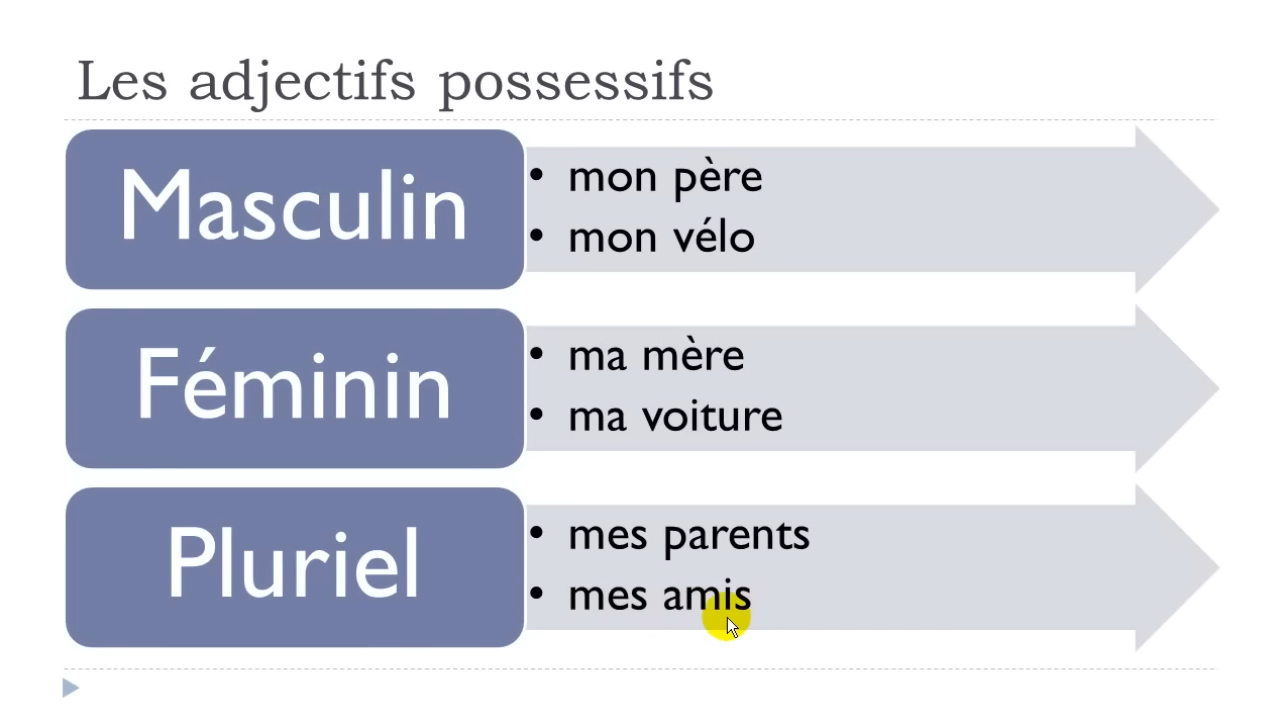 Les adjectifs possessifs
Masculin
• mon père
• mon vélo
Féminin
• ma mère
• ma voiture
Pluriel
• mes parents
• mes amis